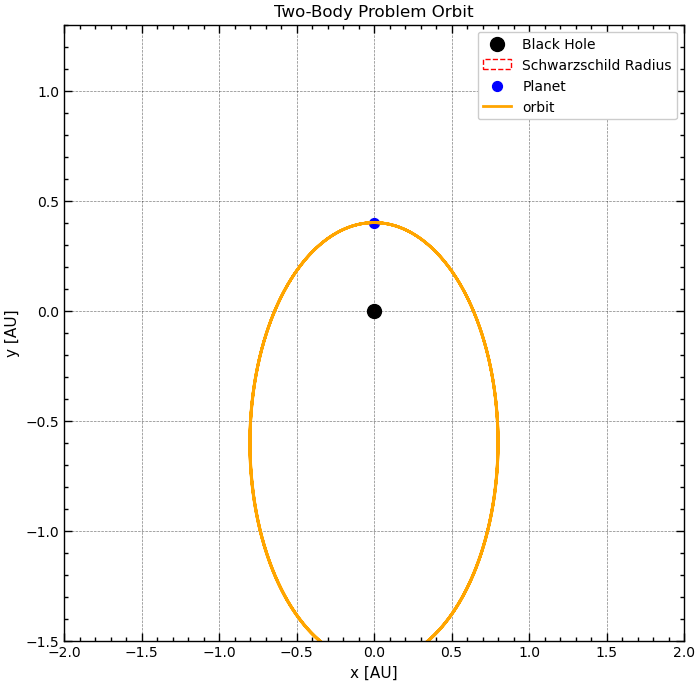 Two-Body Problem Orbit
Black Hole
Schwarzschild Radius
Planet
orbit
y [AU]
1.0
0.5
0.0
−0.5
−1.0
−1.5
−2.0 −1.5 −1.0 −0.5 0.0 0.5 1.0 1.5 2.0
x [AU]